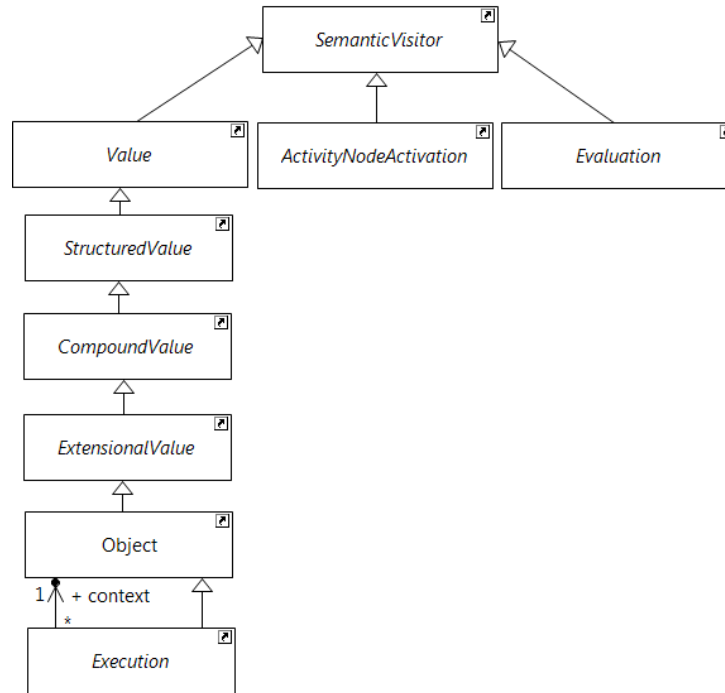 SemanticVisitor
Value
ActivityNodeActivation
Evaluation
StructuredValue
CompoundValue
ExtensionalValue
Object
1 + context
*
Execution